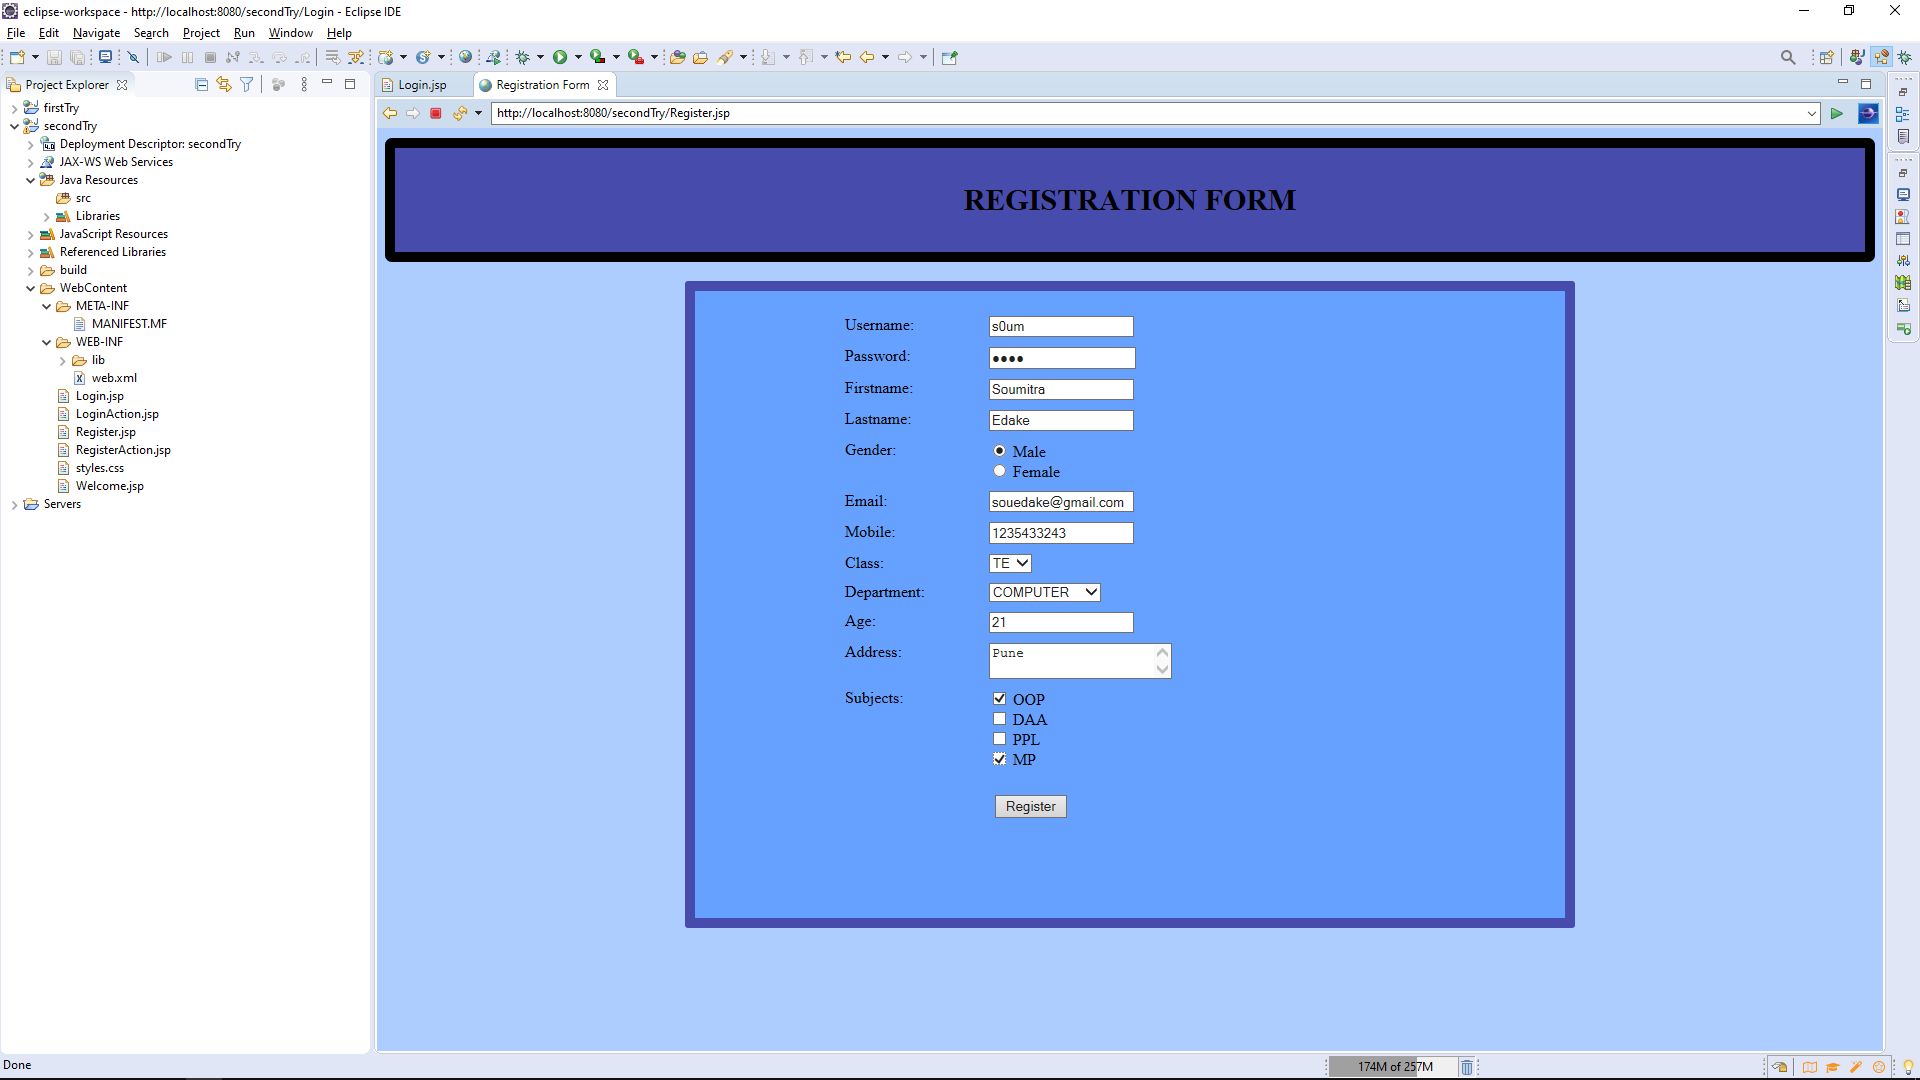 eclipse-workspace - http://localhost:8080/secondTry/Login - Eclipse IDE
File Edit Navigate Search Project Run Window Help
Project Explorer
Login.jsp
Registration Form
http://localhost:8080/secondTry/Register.jsp
firstTry
secondTry
Deployment Descriptor: secondTry
JAX-WS Web Services
Java Resources
src
Libraries
JavaScript Resources
Referenced Libraries
build
WebContent
META-INF
MANIFEST.MF
WEB-INF
lib
web.xml
Login.jsp
LoginAction.jsp
Register.jsp
RegisterAction.jsp
styles.css
Welcome.jsp
Servers
REGISTRATION FORM
Username: s0um
Password: ••••
Firstname: Soumitra
Lastname: Edake
Gender: Male
Female
Email: souedake@gmail.com
Mobile: 1235433243
Class: TE
Department: COMPUTER
Age: 21
Address: Pune
Subjects: OOP
DAA
PPL
MP
Register
Done
174M of 257M